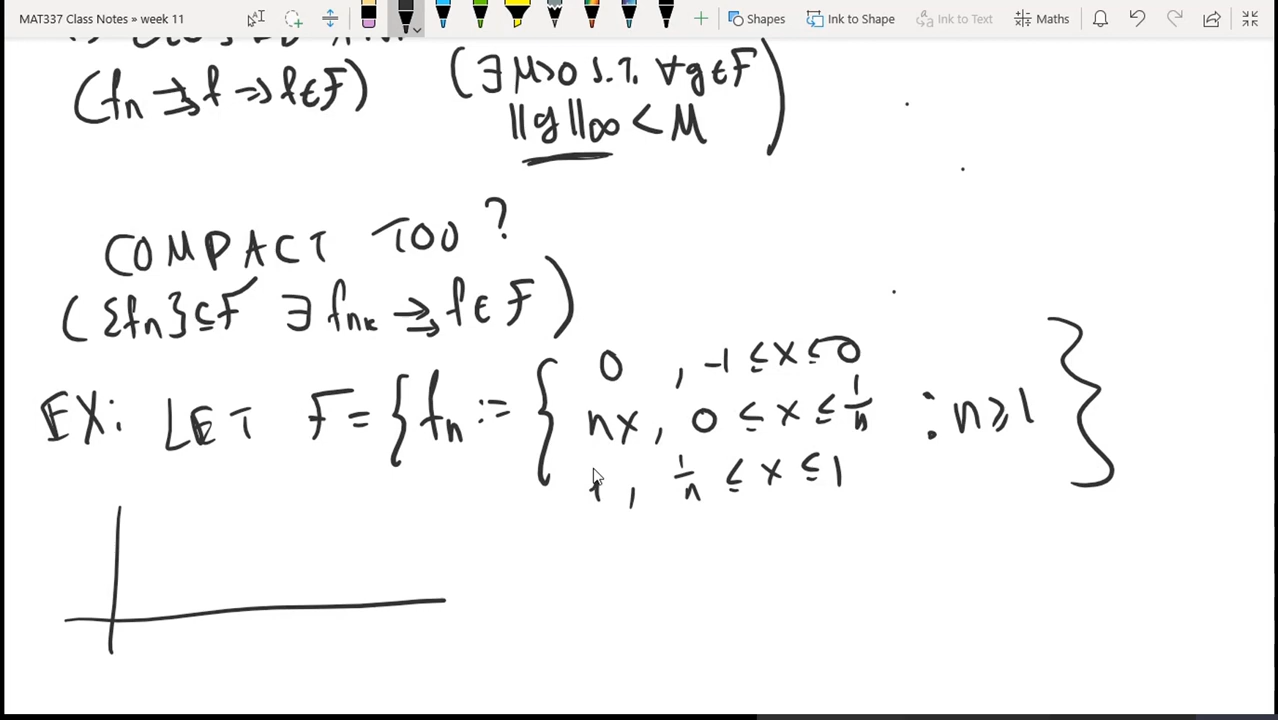 MAT337 Class Notes » week 11
Shapes
Ink to Shape
Ink to Text
Maths
(fn ⇉ f ⇒ f∈F)
(∃ M>0 S.T. ∀g∈F
‖g‖∞ < M)
COMPACT TOO?
({fn}⊆F ∃ fnk ⇉ f∈F)
EX: LET F = {fn := { 0, -1 ≤ x ≤ 0
nx, 0 ≤ x ≤ 1/n : n≥1}
1, 1/n ≤ x ≤ 1